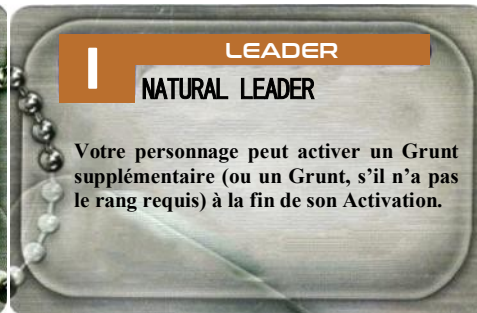 I
LEADER
NATURAL LEADER
Votre personnage peut activer un Grunt
supplémentaire (ou un Grunt, s'il n'a pas
le rang requis) à la fin de son Activation.